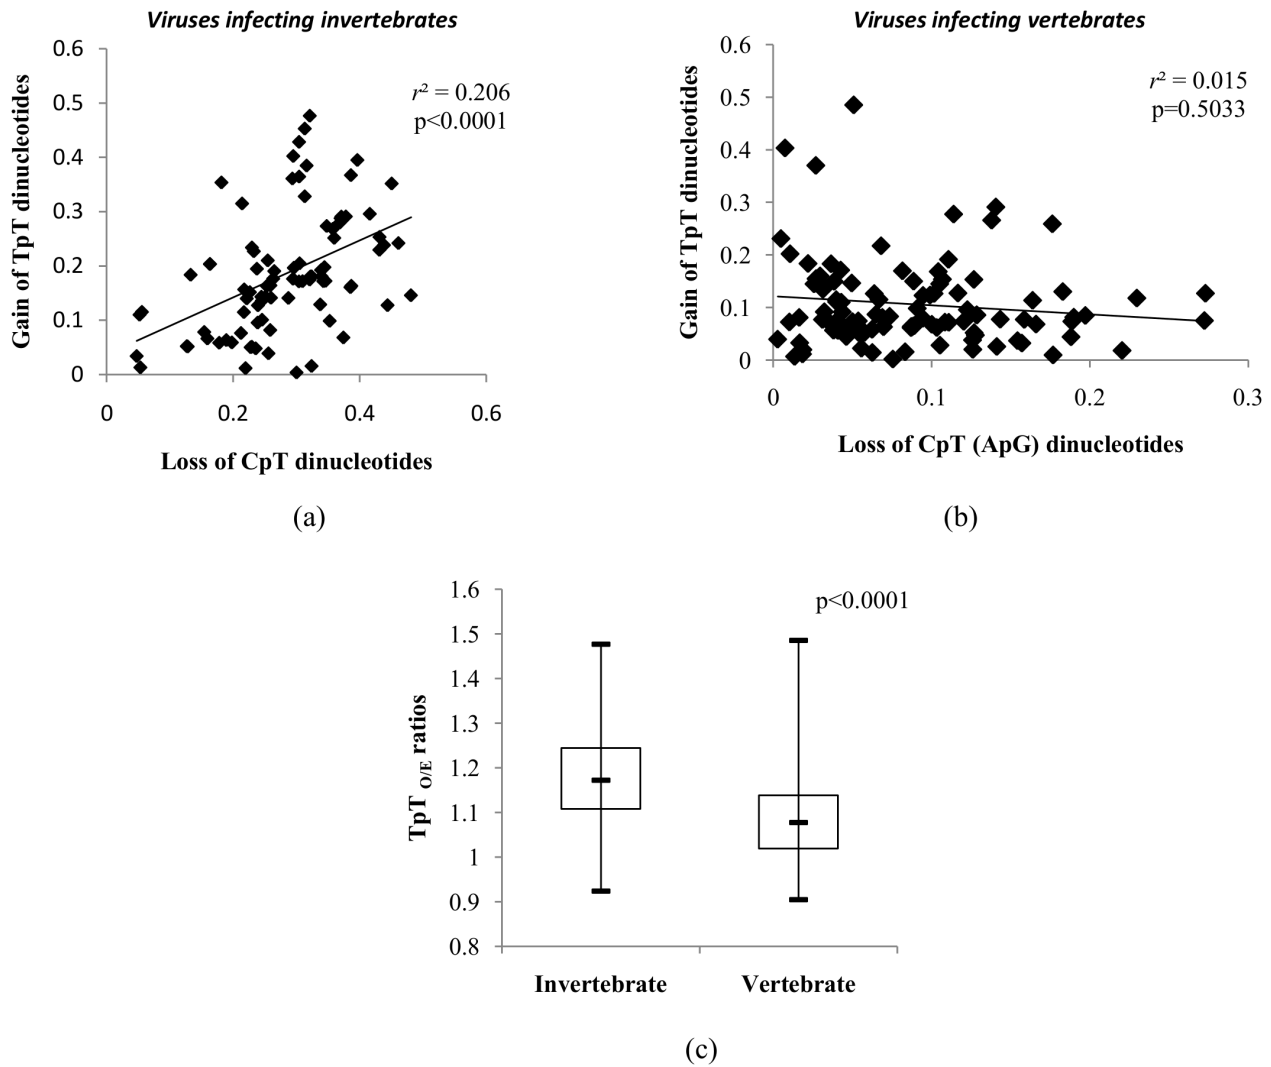 Viruses infecting invertebrates
Gain of TpT dinucleotides
0.6
0.5
0.4
0.3
0.2
0.1
0
r² = 0.206
p<0.0001
0 0.2 0.4 0.6
Loss of CpT dinucleotides
(a)
Viruses infecting vertebrates
Gain of TpT dinucleotides
0.6
0.5
0.4
0.3
0.2
0.1
0
r² = 0.015
p=0.5033
0 0.1 0.2 0.3
Loss of CpT (ApG) dinucleotides
(b)
TpT O/E ratios
1.6
1.5
1.4
1.3
1.2
1.1
1
0.9
0.8
p<0.0001
Invertebrate Vertebrate
(c)